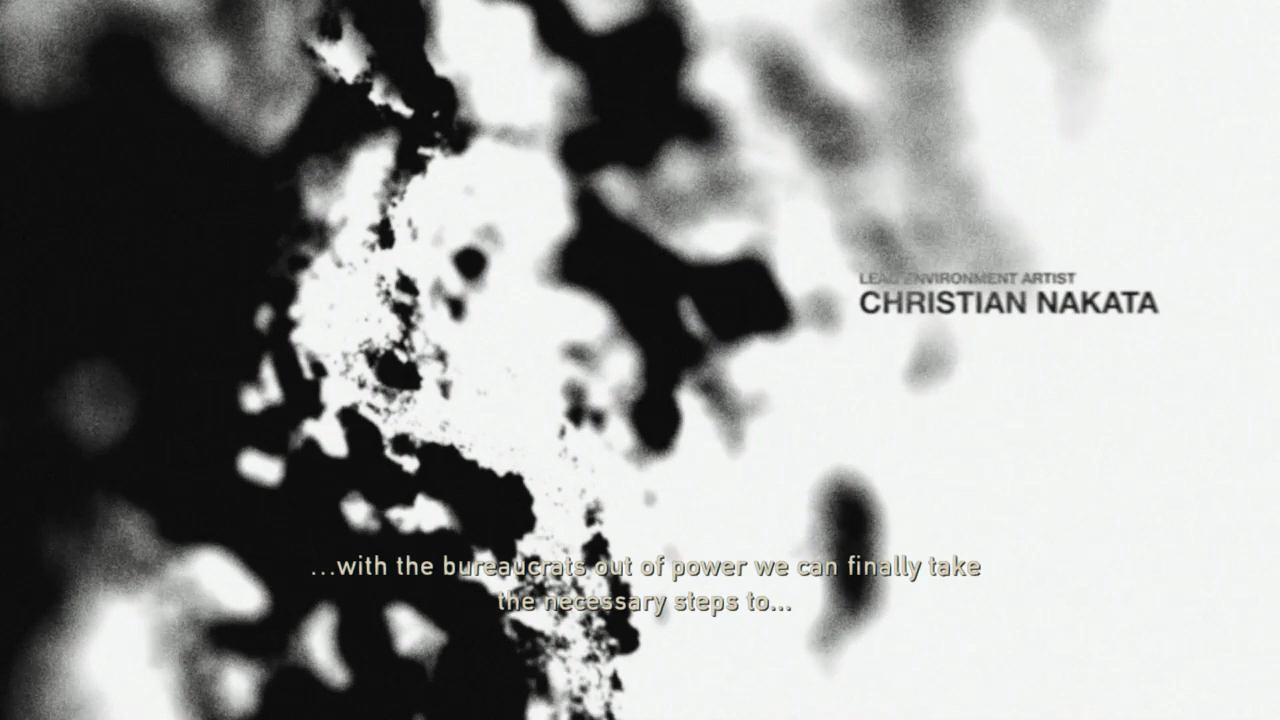 LEAD ENVIRONMENT ARTIST
CHRISTIAN NAKATA
...with the bureaucrats out of power we can finally take
the necessary steps to...